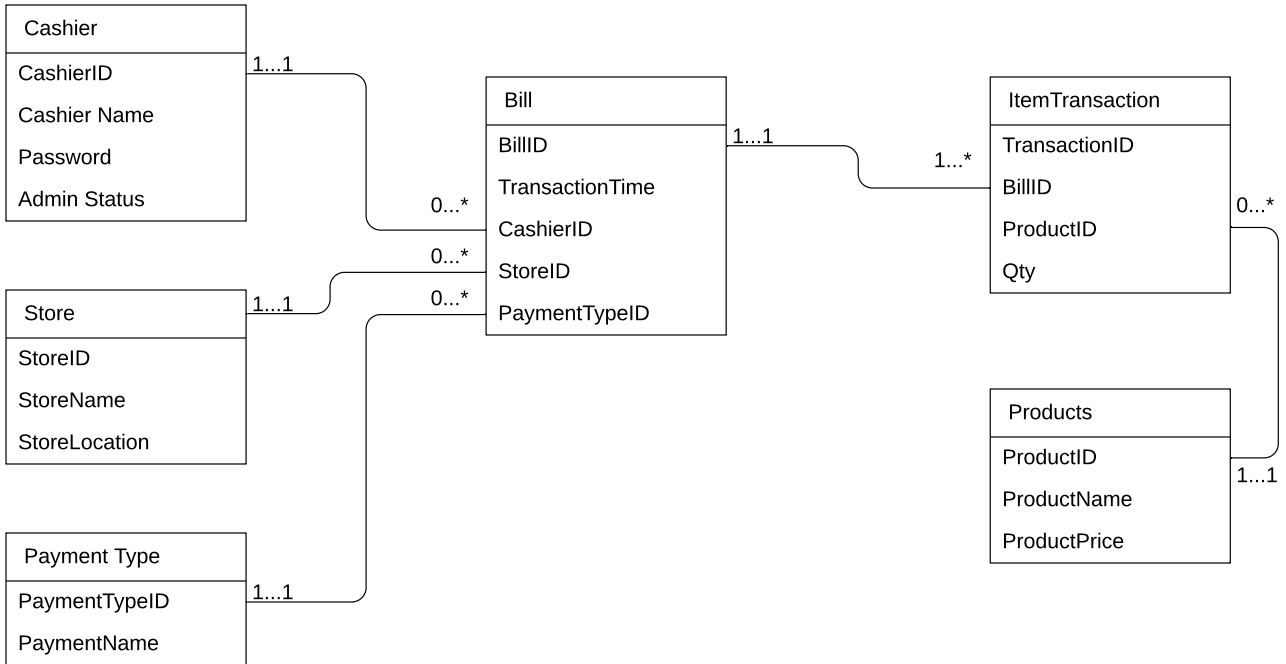 Cashier
CashierID
Cashier Name
Password
Admin Status
1...1
Store
StoreID
StoreName
StoreLocation
1...1
Payment Type
PaymentTypeID
PaymentName
1...1
Bill
BillID
TransactionTime
CashierID
StoreID
PaymentTypeID
0...*
0...*
0...*
1...1
1...*
ItemTransaction
TransactionID
BillID
ProductID
Qty
0...*
Products
ProductID
ProductName
ProductPrice
1...1